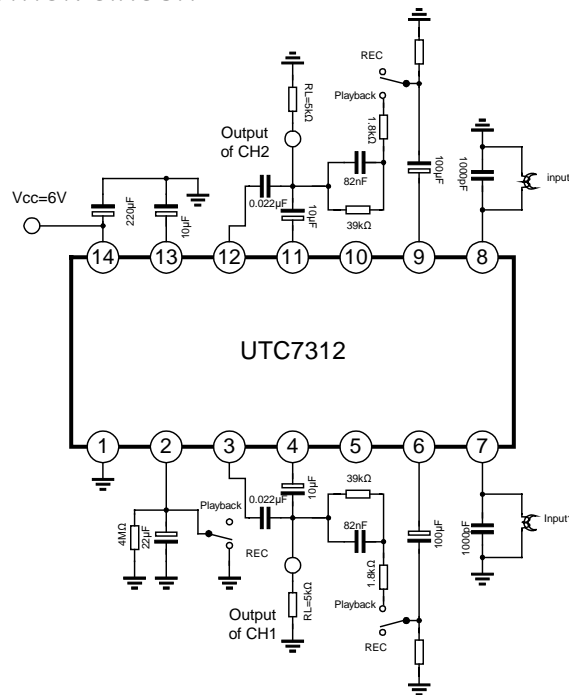 REC
Playback
RL=5kΩ
Output
of CH2
1.8kΩ
82nF
0.022µF
39kΩ
100µF
1000pF
input
Vcc=6V
220µF
10µF
10µF
14 13 12 11 10 9 8
UTC7312
1 2 3 4 5 6 7
4MΩ
22µF
Playback
REC
0.022µF
10µF
39kΩ
82nF
1.8kΩ
100µF
1000pF
Input1
Output
of CH1
RL=5kΩ
Playback
REC